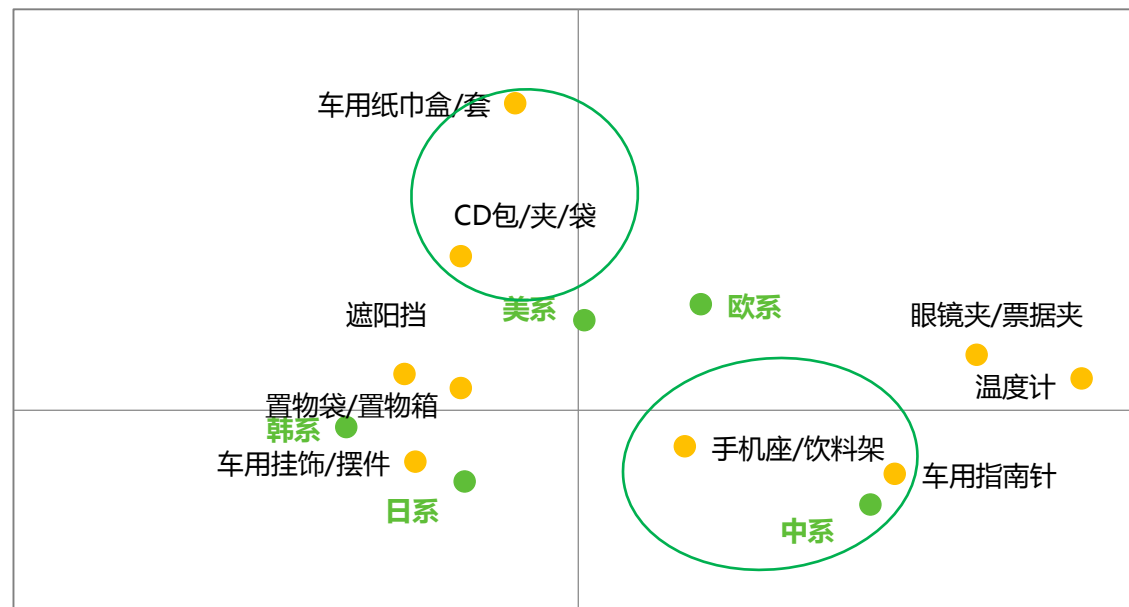 车用纸巾盒/套
CD包/夹/袋
美系
欧系
遮阳挡
眼镜夹/票据夹
温度计
置物袋/置物箱
韩系
车用挂饰/摆件
手机座/饮料架
车用指南针
日系
中系